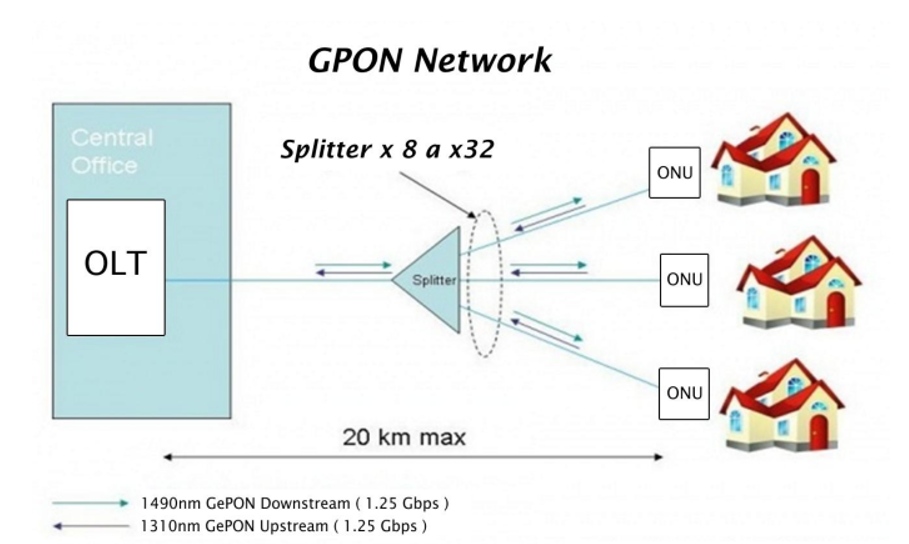 GPON Network
Central
Office
Splitter x 8 a x32
ONU
OLT
Splitter
ONU
ONU
20 km max
1490nm GePON Downstream ( 1.25 Gbps )
1310nm GePON Upstream ( 1.25 Gbps )